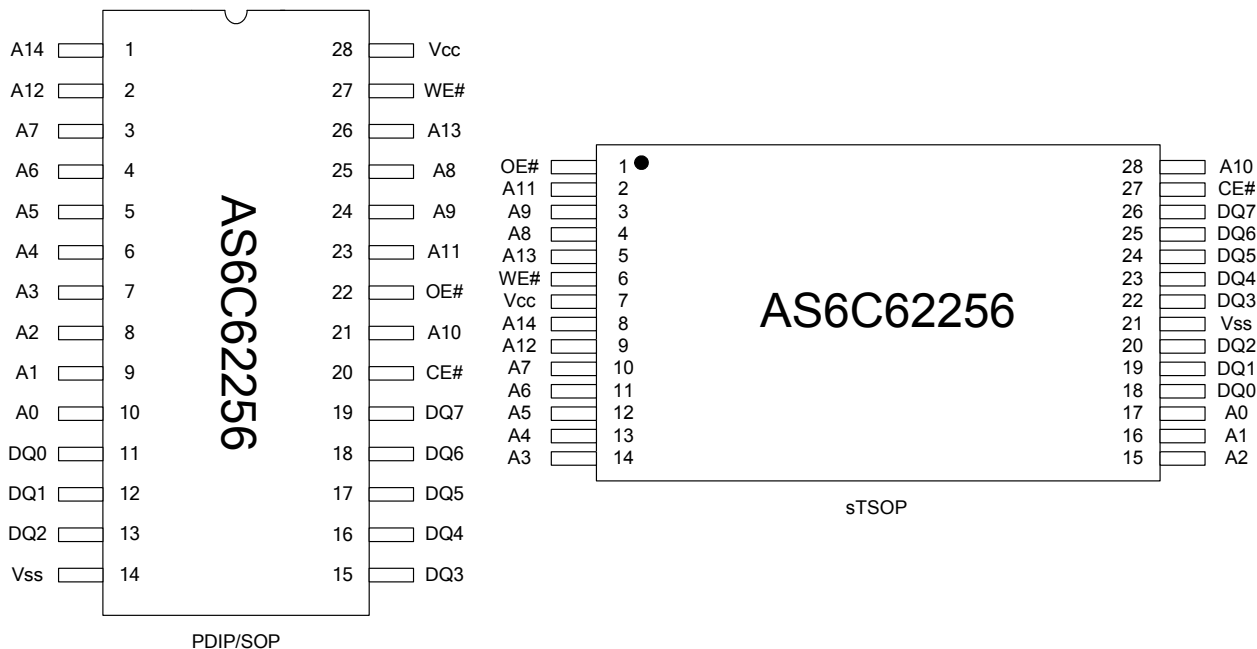 A14 1 28 Vcc
A12 2 27 WE#
A7 3 26 A13
A6 4 25 A8
A5 5 24 A9
A4 6 23 A11
A3 7 22 OE#
A2 8 21 A10
A1 9 20 CE#
A0 10 19 DQ7
DQ0 11 18 DQ6
DQ1 12 17 DQ5
DQ2 13 16 DQ4
Vss 14 15 DQ3
AS6C62256
PDIP/SOP
OE# 1 28 A10
A11 2 27 CE#
A9 3 26 DQ7
A8 4 25 DQ6
A13 5 24 DQ5
WE# 6 23 DQ4
Vcc 7 22 DQ3
A14 8 21 Vss
A12 9 20 DQ2
A7 10 19 DQ1
A6 11 18 DQ0
A5 12 17 A0
A4 13 16 A1
A3 14 15 A2
AS6C62256
sTSOP